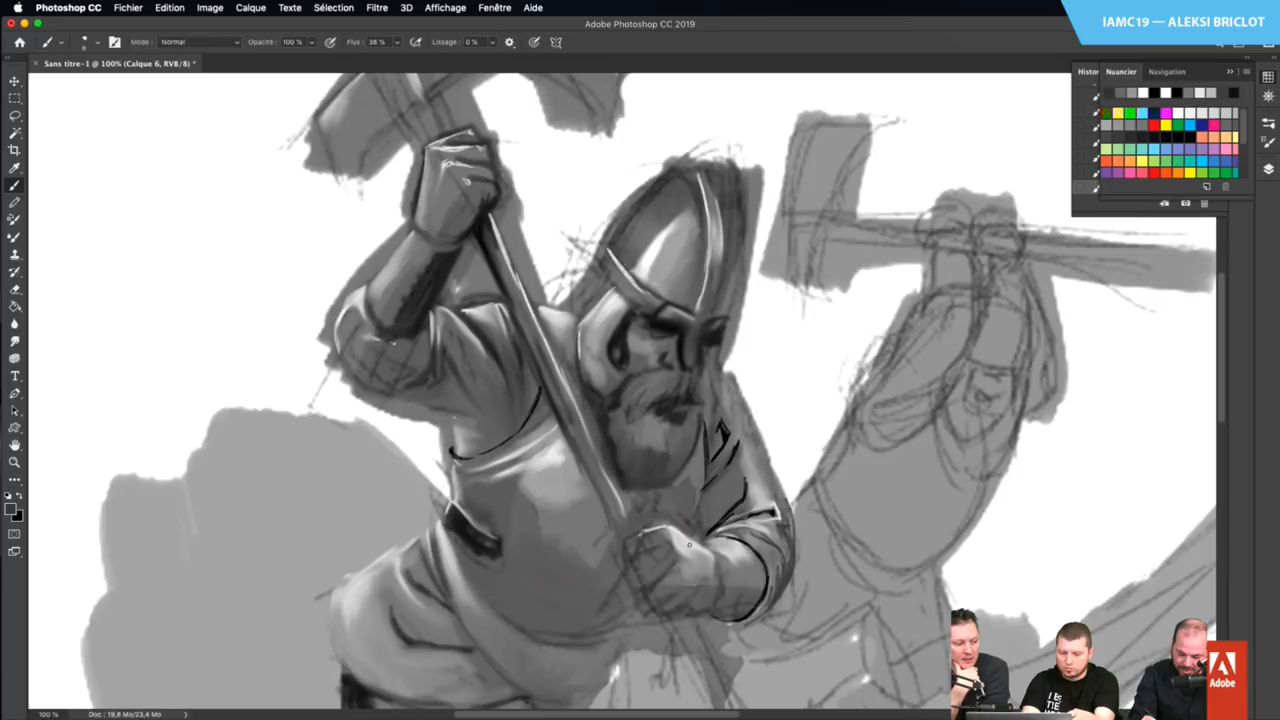 Photoshop CC Fichier Edition Image Calque Texte Sélection Filtre 3D Affichage Fenêtre Aide
Adobe Photoshop CC 2019
IAMC19 — ALEKSI BRICLOT
Mode : Normal Opacité : 100 % Flux : 38 % Lissage : 0 %
Sans titre-1 @ 100% (Calque 6, RVB/8) *
Histor Nuancier Navigation
Adobe
100 % Doc : 19,8 Mo/23,4 Mo